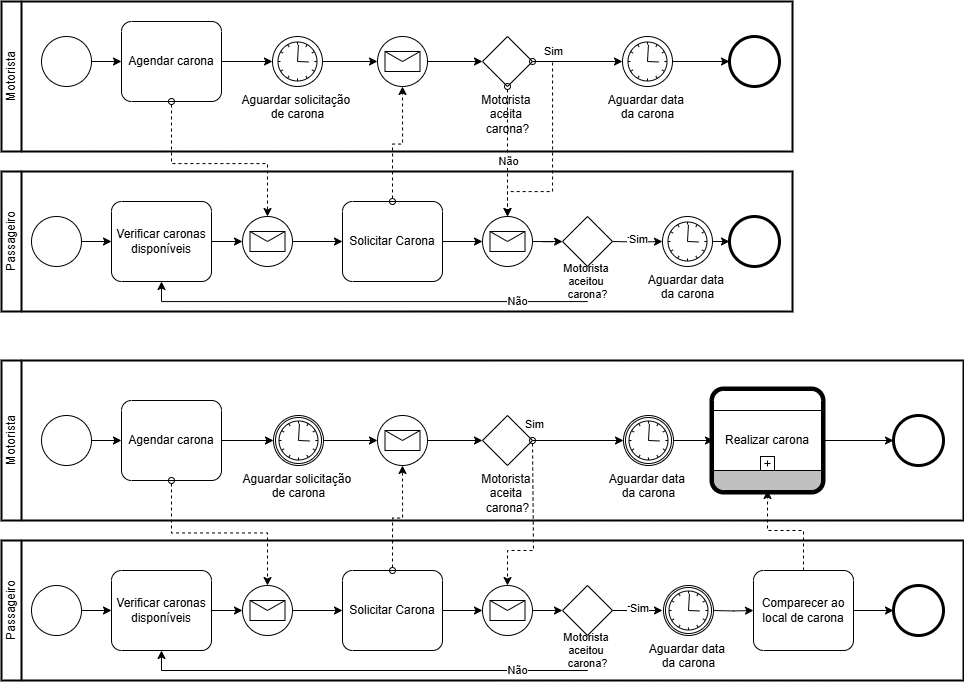 Motorista
Agendar carona
Aguardar solicitação
de carona
Motorista
aceita
carona?
Sim
Aguardar data
da carona
Não
Passageiro
Verificar caronas
disponíveis
Solicitar Carona
Motorista
aceitou
carona?
Sim
Aguardar data
da carona
Não
Motorista
Agendar carona
Aguardar solicitação
de carona
Motorista
aceita
carona?
Sim
Aguardar data
da carona
Realizar carona
Passageiro
Verificar caronas
disponíveis
Solicitar Carona
Motorista
aceitou
carona?
Sim
Aguardar data
da carona
Comparecer ao
local de carona
Não